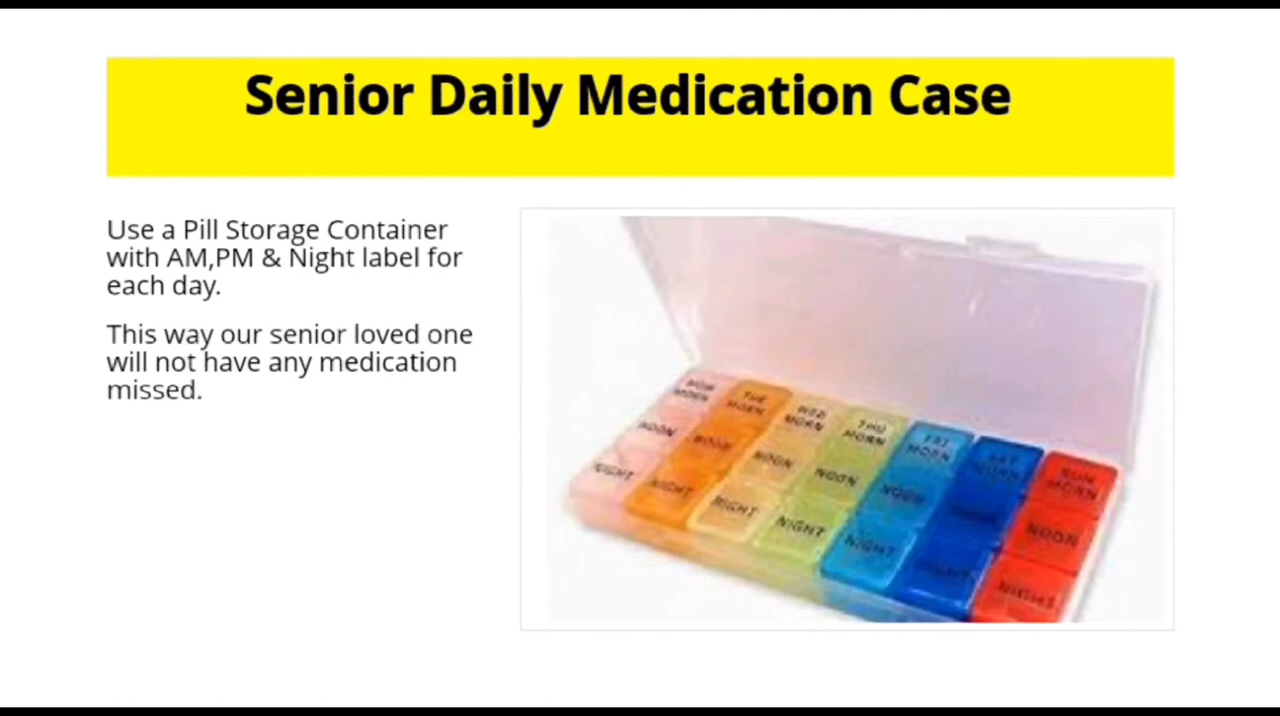 Senior Daily Medication Case
Use a Pill Storage Container
with AM,PM & Night label for
each day.
This way our senior loved one
will not have any medication
missed.
MON TUE WED THU FRI SAT SUN
MORN MORN MORN MORN MORN MORN MORN
NOON NOON NOON NOON NOON NOON
NIGHT NIGHT NIGHT NIGHT NIGHT NIGHT